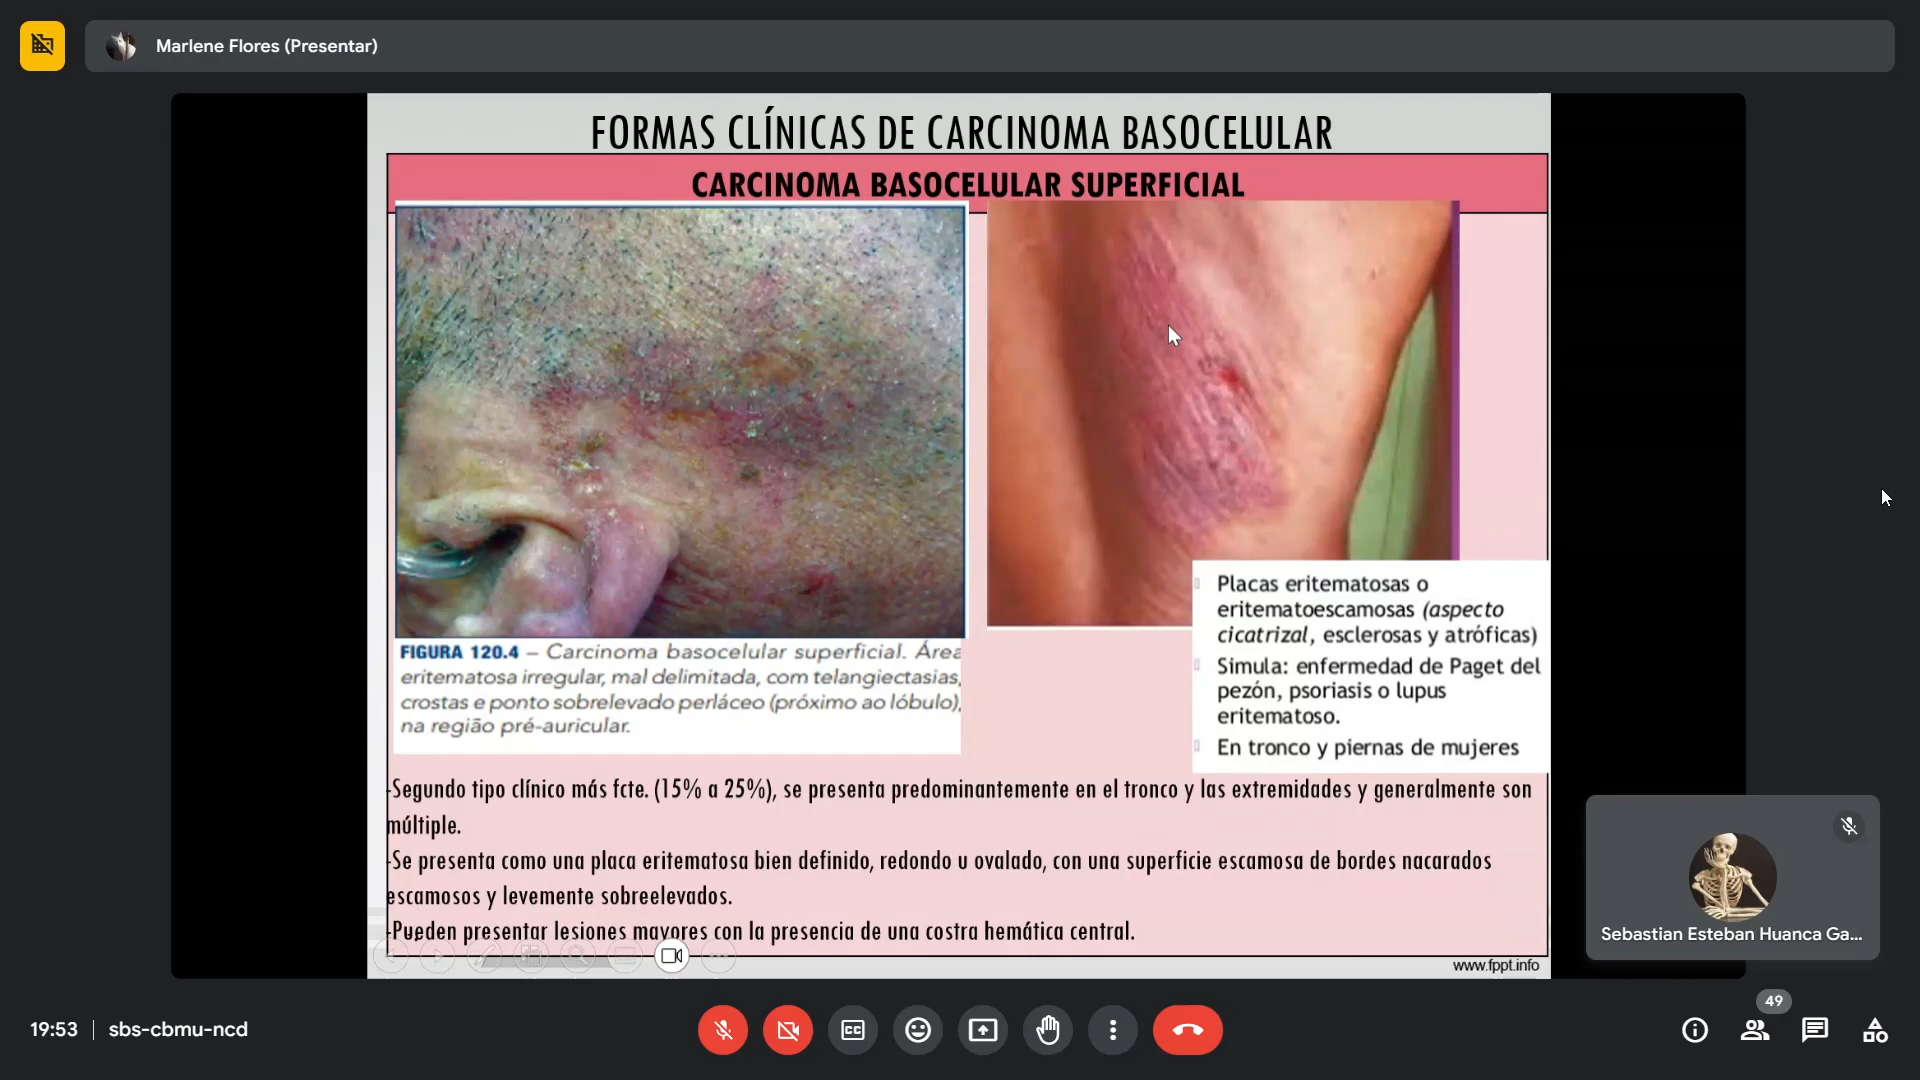 Marlene Flores (Presentar)
FORMAS CLÍNICAS DE CARCINOMA BASOCELULAR
CARCINOMA BASOCELULAR SUPERFICIAL
FIGURA 120.4 – Carcinoma basocelular superficial. Área
eritematosa irregular, mal delimitada, com telangiectasias,
crostas e ponto sobrelevado perláceo (próximo ao lóbulo),
na região pré-auricular.
Placas eritematosas o
eritematoescamosas (aspecto
cicatrizal, esclerosas y atróficas)
Simula: enfermedad de Paget del
pezón, psoriasis o lupus
eritematoso.
En tronco y piernas de mujeres
-Segundo tipo clínico más fcte. (15% a 25%), se presenta predominantemente en el tronco y las extremidades y generalmente son
múltiple.
-Se presenta como una placa eritematosa bien definido, redondo u ovalado, con una superficie escamosa de bordes nacarados
escamosos y levemente sobreelevados.
-Pueden presentar lesiones mayores con la presencia de una costra hemática central.
www.fppt.info
Sebastian Esteban Huanca Ga...
19:53 | sbs-cbmu-ncd
CC
49